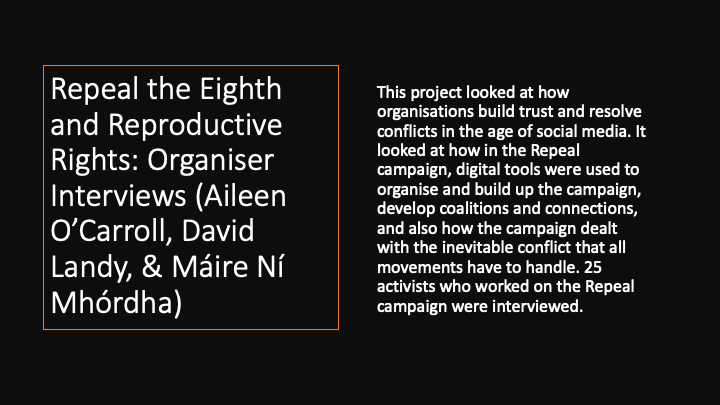 Repeal the Eighth
and Reproductive
Rights: Organiser
Interviews (Aileen
O’Carroll, David
Landy, & Máire Ní
Mhórdha)
This project looked at how
organisations build trust and resolve
conflicts in the age of social media. It
looked at how in the Repeal
campaign, digital tools were used to
organise and build up the campaign,
develop coalitions and connections,
and also how the campaign dealt
with the inevitable conflict that all
movements have to handle. 25
activists who worked on the Repeal
campaign were interviewed.